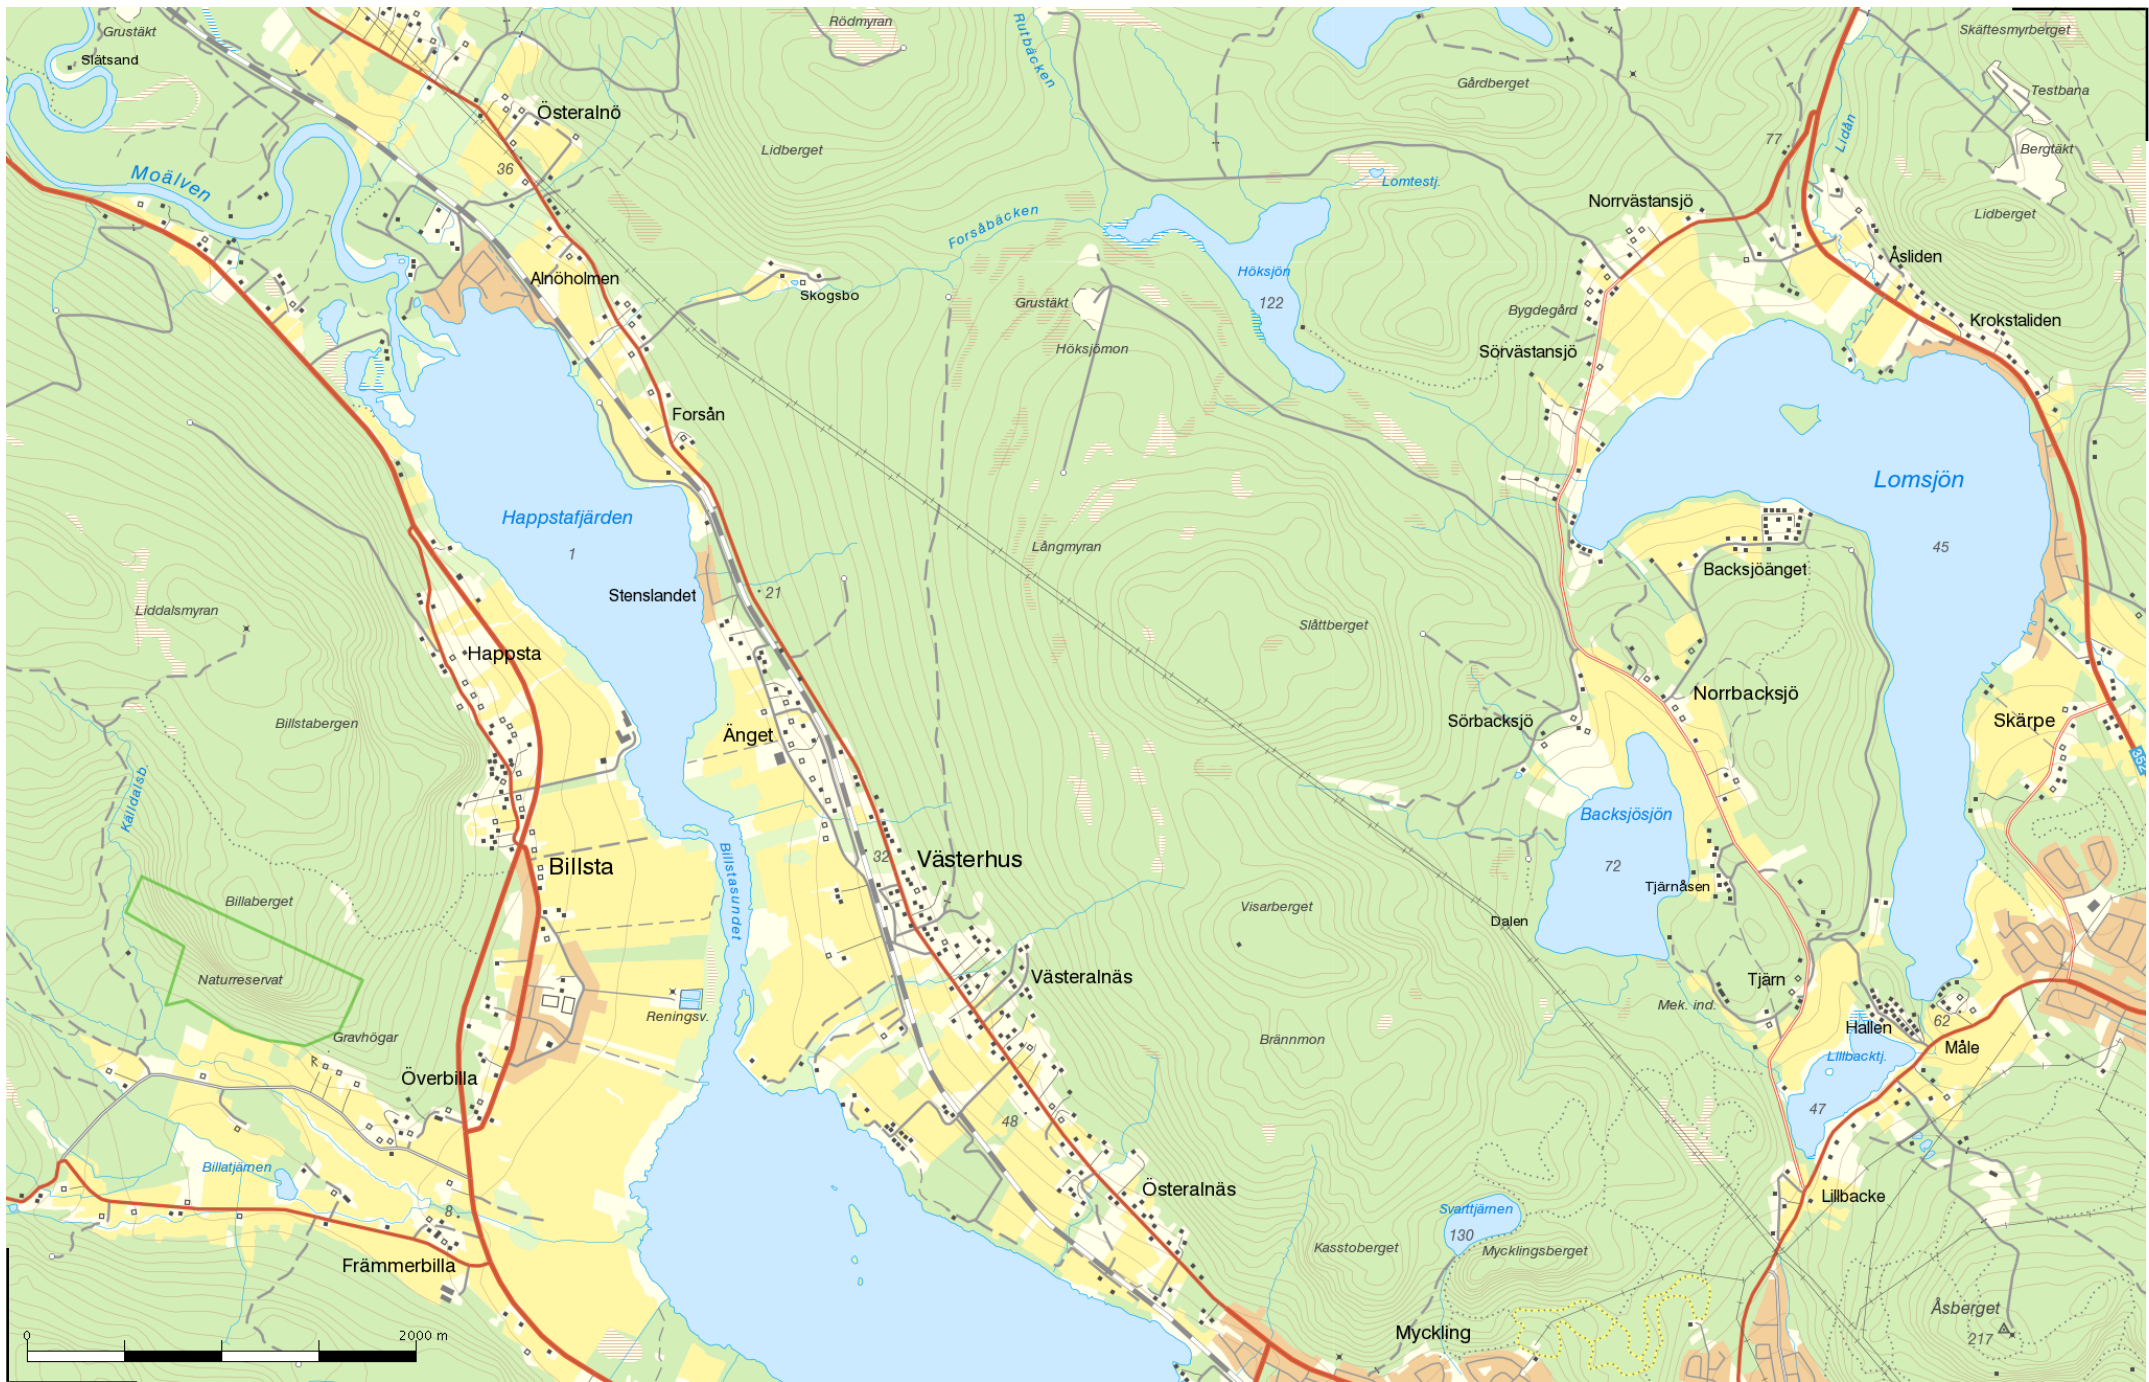 Grustäkt
Rödmyran
Rutbäcken
Skäftesmyrberget
Slätsand
Gårdberget
Testbana
Österalnö
Lidån
77
Bergtäkt
Lidberget
36
Moälven
Lomtestj.
Norrvästansjö
Lidberget
Forsåbäcken
Åsliden
Alnöholmen
Höksjön
Skogsbo
122
Grustäkt
Bygdegård
Krokstaliden
Höksjömon
Sörvästansjö
Forsån
Lomsjön
Happstafjärden
1
Långmyran
45
Backsjöänget
Stenslandet
21
Liddalsmyran
Slåttberget
Happsta
Norrbacksjö
Billstabergen
Sörbacksjö
Skärpe
Änget
352
Källdalsb.
Backsjösjön
32
Västerhus
Billsta
72
Billstasundet
Tjärnåsen
Billaberget
Visarberget
Dalen
Naturreservat
Västeralnäs
Tjärn
Mek. ind.
Reningsv.
62
Hallen
Gravhögar
Brännmon
Måle
Lillbacktj.
R
Överbilla
47
48
Billatjärnen
Österalnäs
Lillbacke
8
Svarttjärnen
130
Kasstoberget
Mycklingsberget
Främmerbilla
Åsberget
217
Myckling
0
2000 m